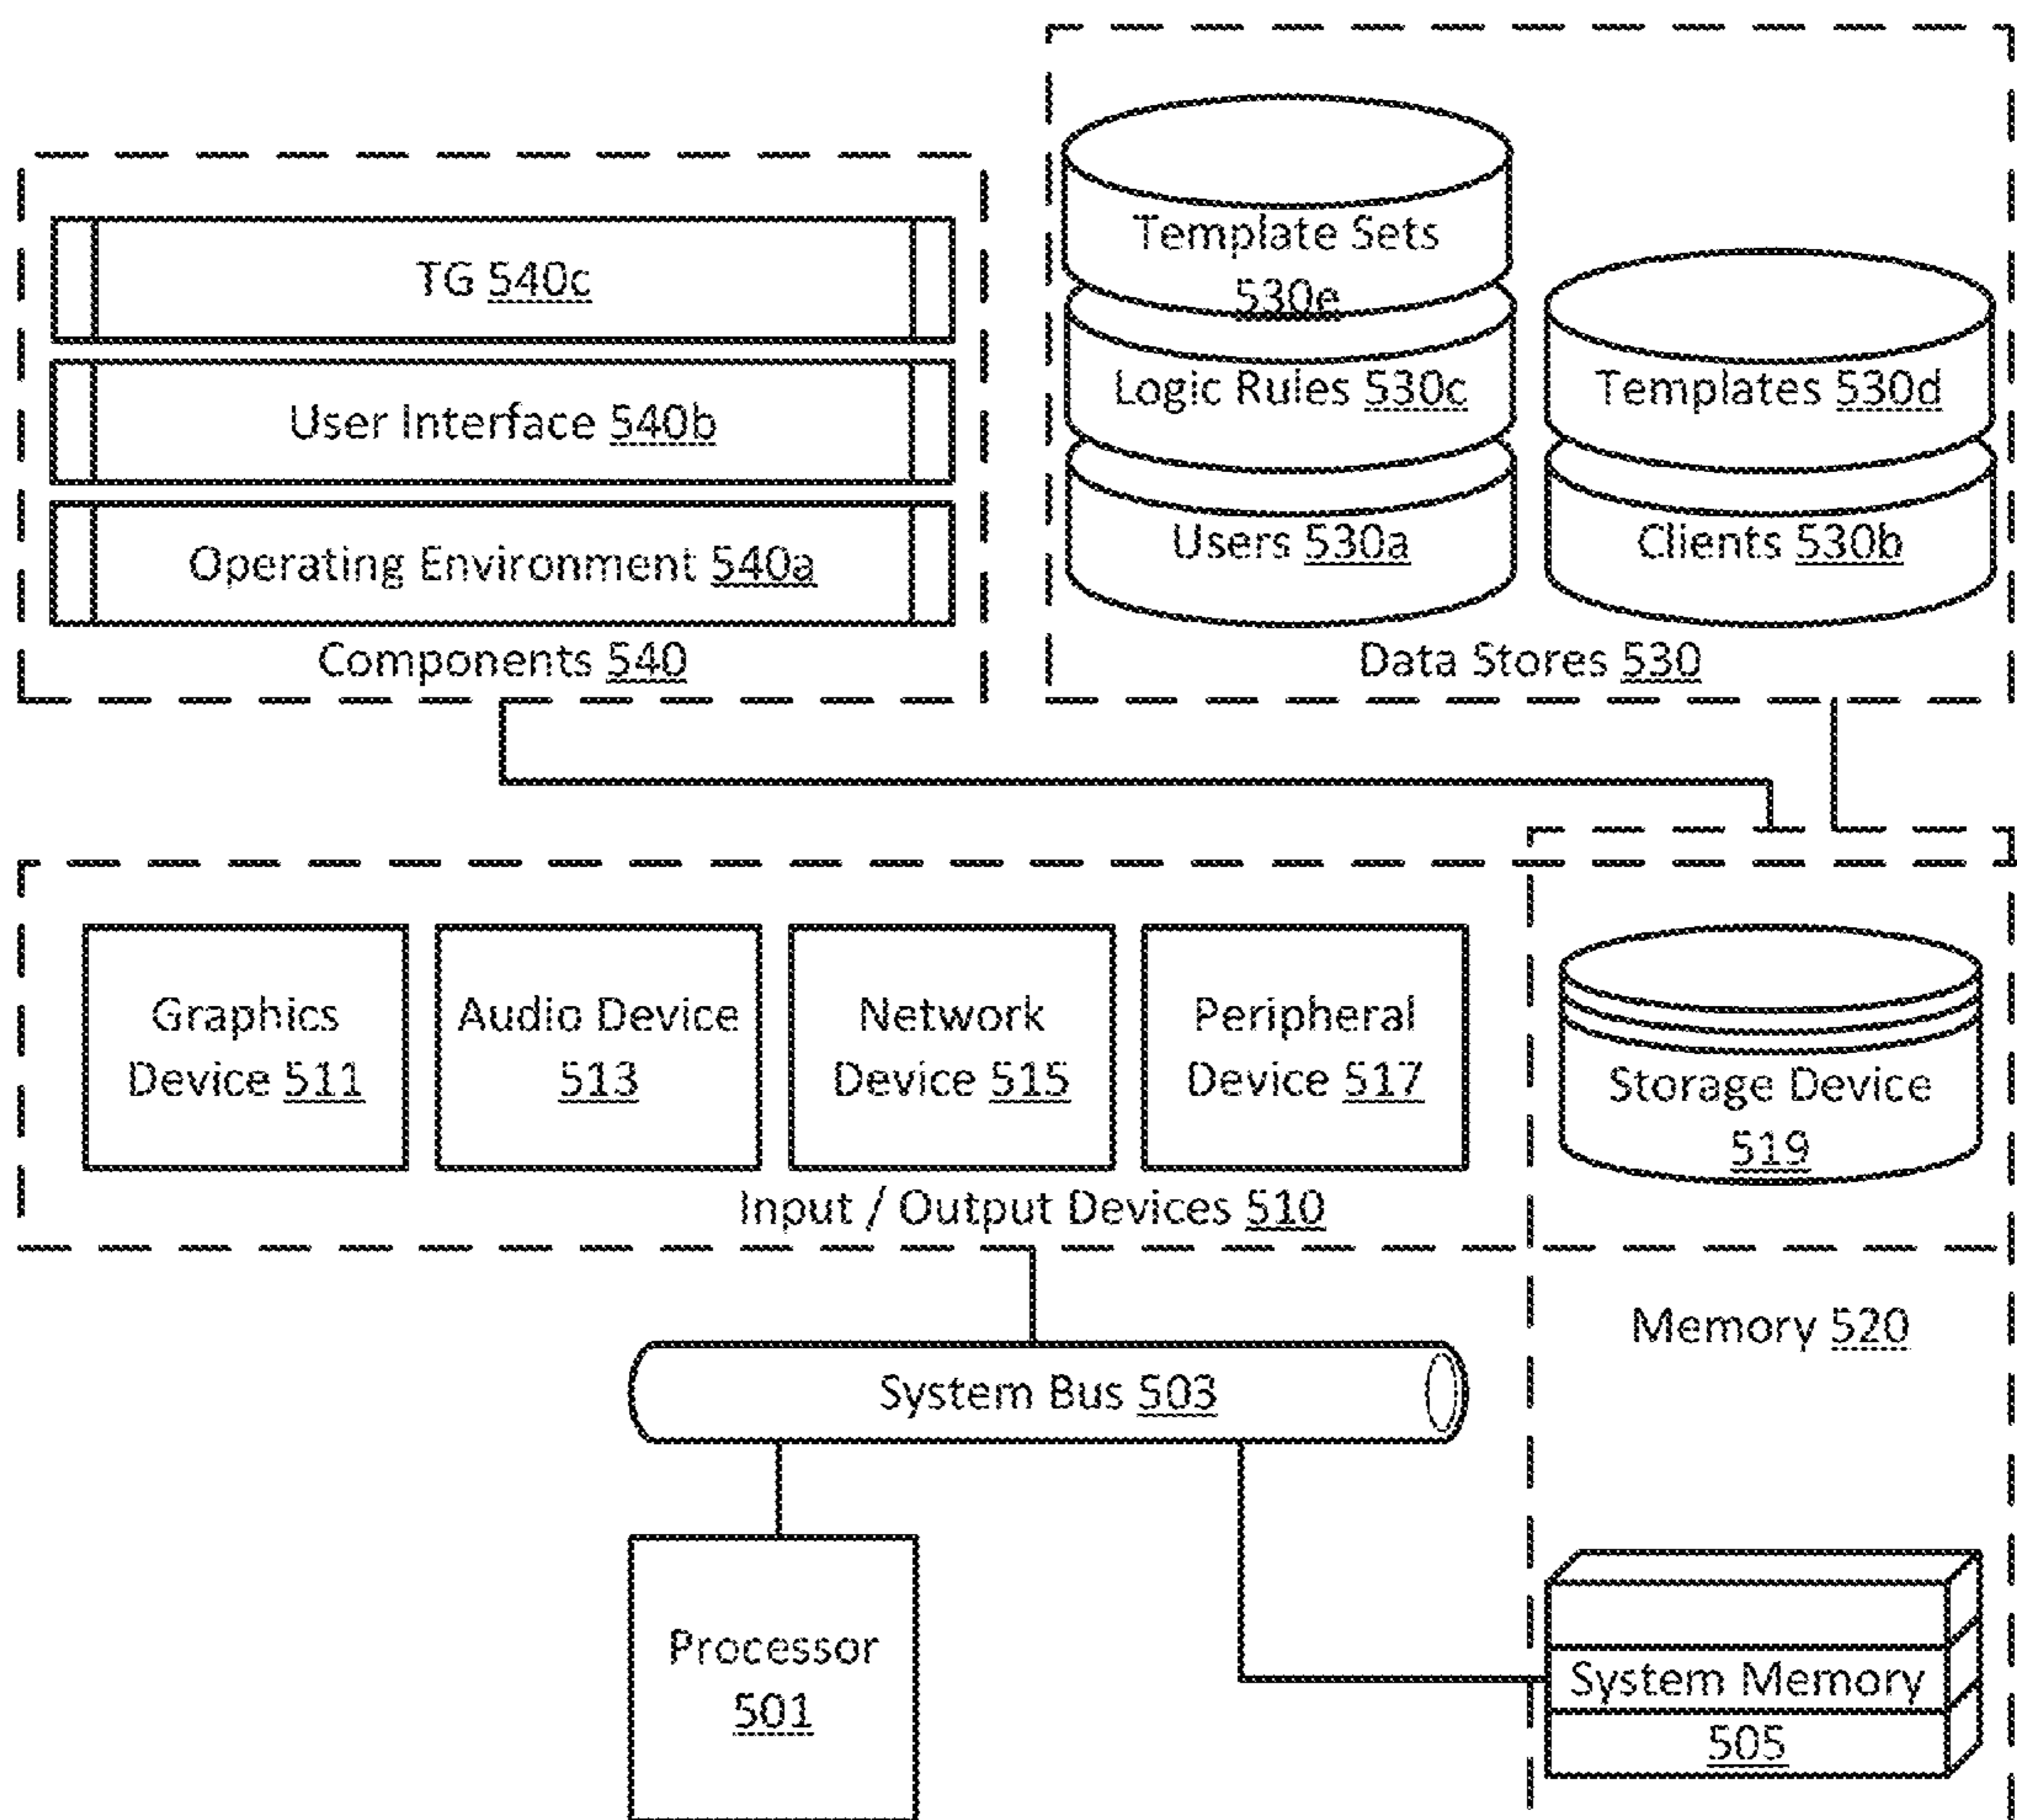 TG 540c
User Interface 540b
Operating Environment 540a
Components 540
Template Sets
530e
Logic Rules 530c
Users 530a
Templates 530d
Clients 530b
Data Stores 530
Graphics
Device 511
Audio Device
513
Network
Device 515
Peripheral
Device 517
Storage Device
519
Input / Output Devices 510
Memory 520
System Bus 503
Processor
501
System Memory
505